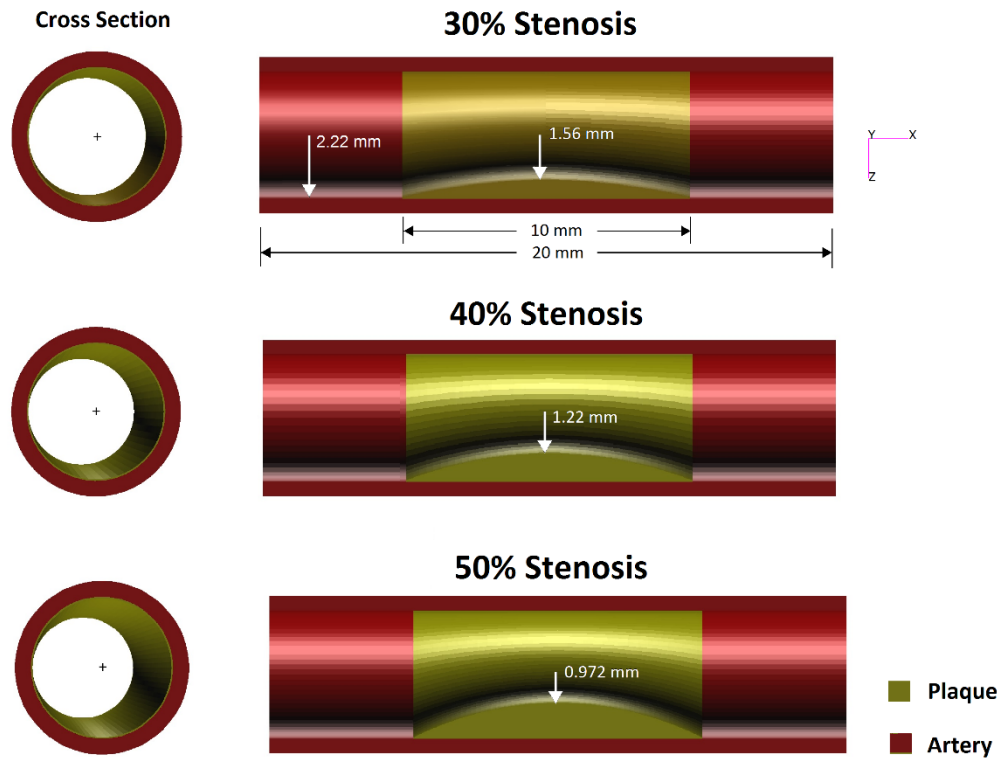 Cross Section
30% Stenosis
2.22 mm
1.56 mm
Y X
Z
10 mm
20 mm
40% Stenosis
1.22 mm
50% Stenosis
0.972 mm
Plaque
Artery